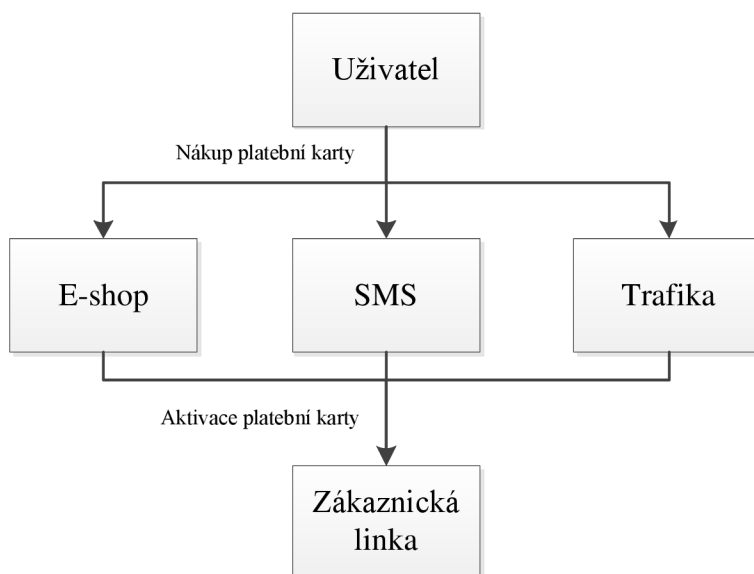 Uživatel
Nákup platební karty
E-shop
SMS
Trafika
Aktivace platební karty
Zákaznická
linka